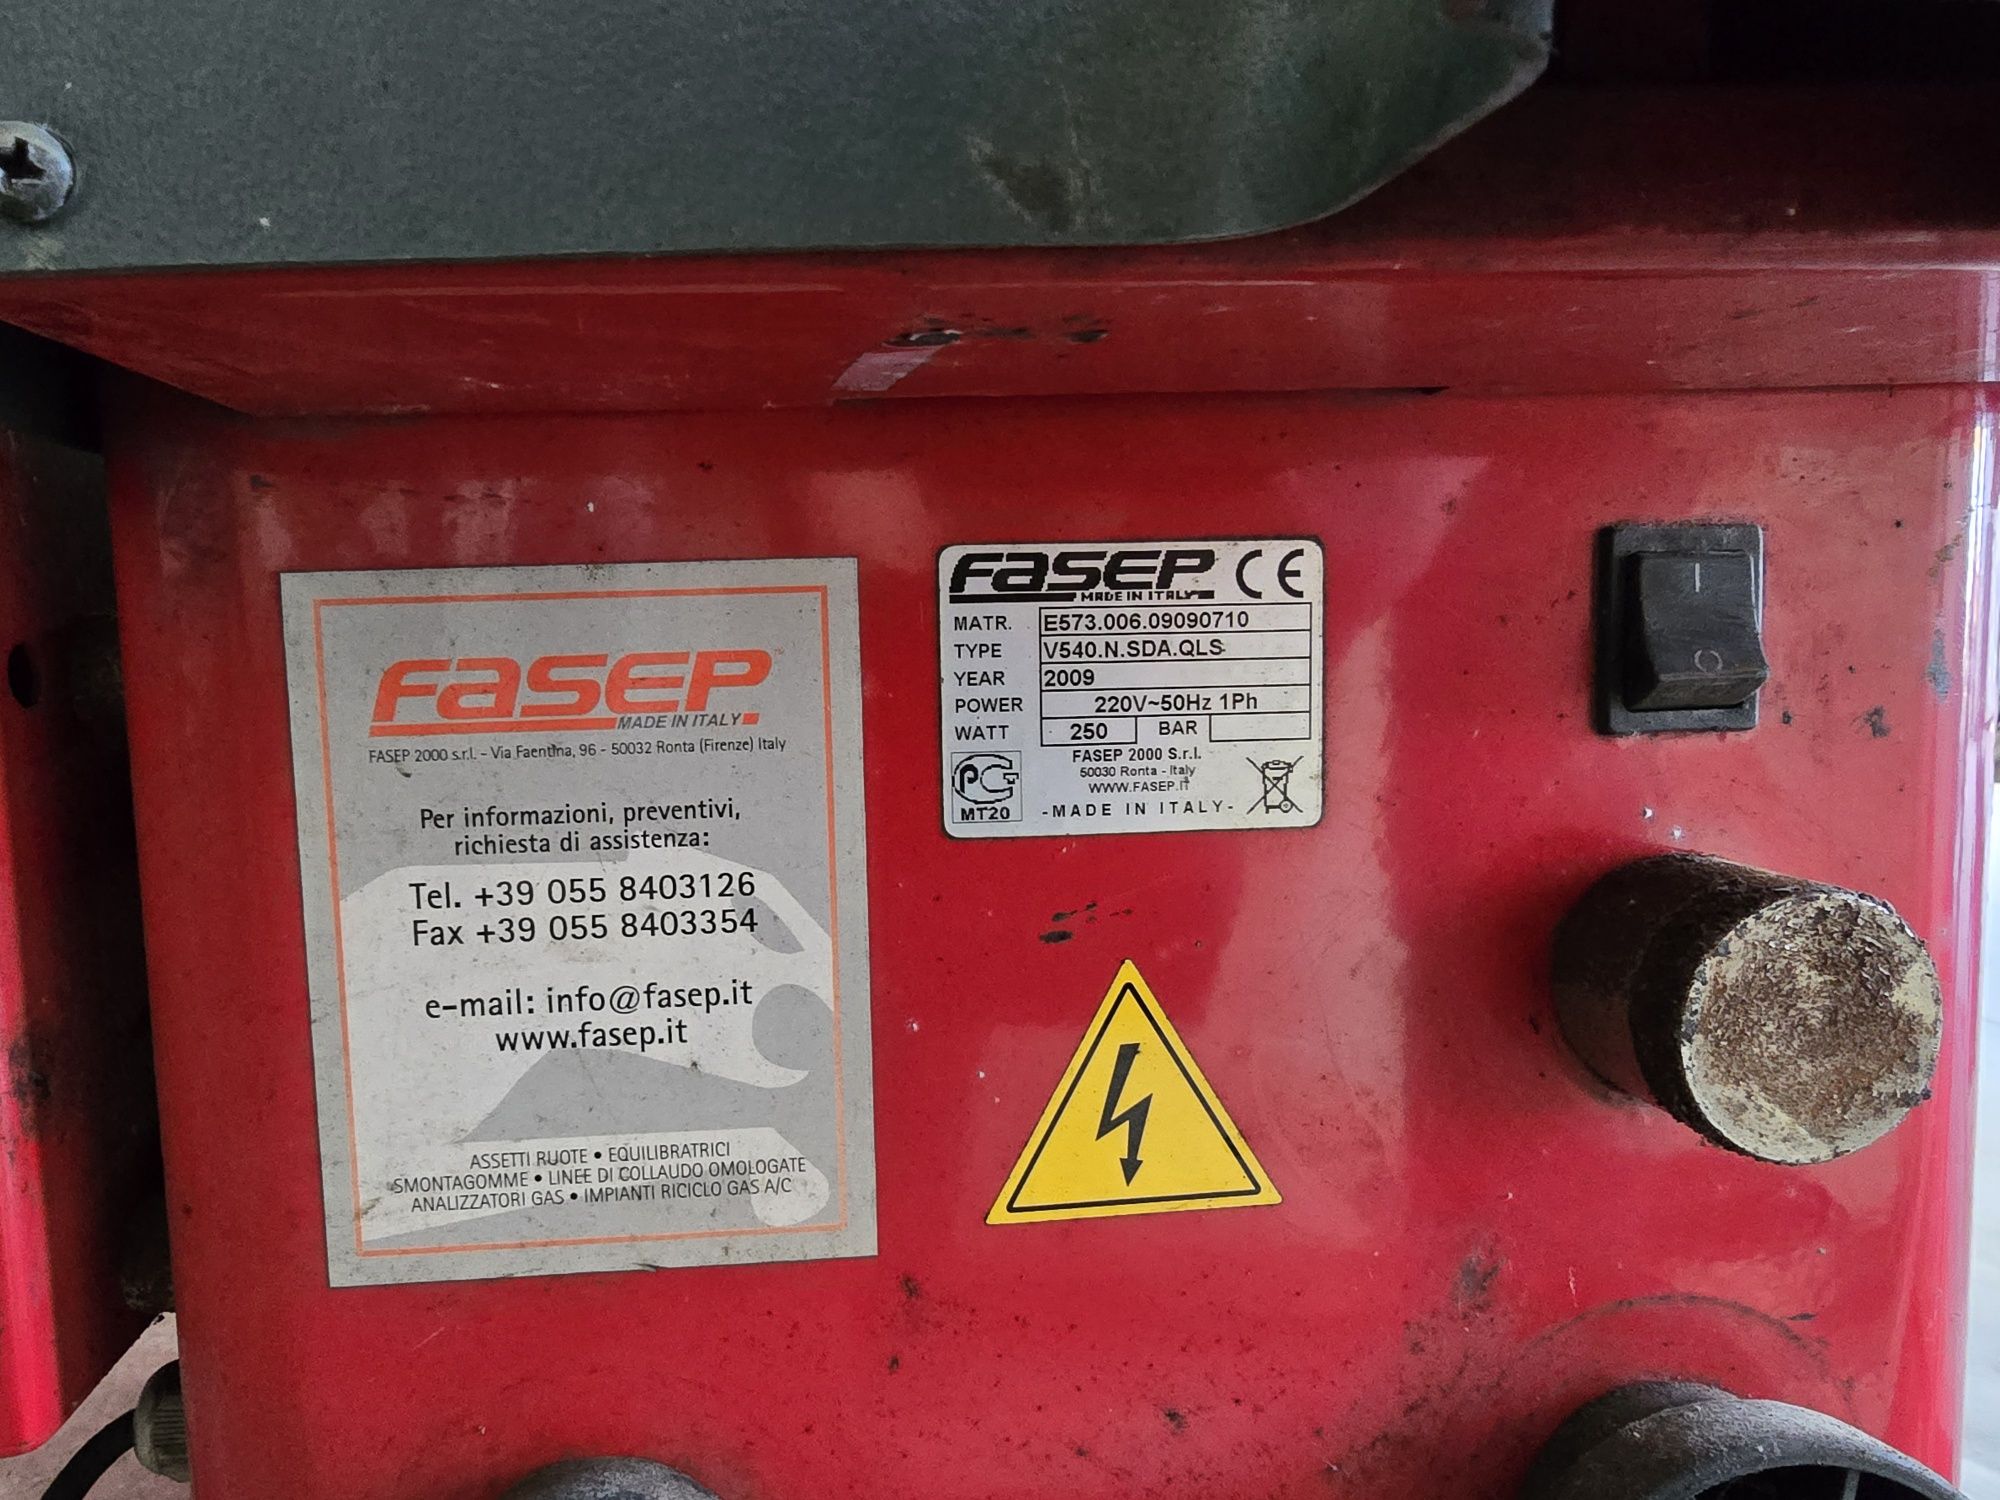 FASEP
MADE IN ITALY
FASEP 2000 s.r.l. - Via Faentina, 96 - 50032 Ronta (Firenze) Italy
Per informazioni, preventivi,
richiesta di assistenza:
Tel. +39 055 8403126
Fax +39 055 8403354
e-mail: info@fasep.it
www.fasep.it
ASSETTI RUOTE • EQUILIBRATRICI
SMONTAGOMME • LINEE DI COLLAUDO OMOLOGATE
ANALIZZATORI GAS • IMPIANTI RICICLO GAS A/C
FASEP CE
MADE IN ITALY
MATR. E573.006.09090710
TYPE V540.N.SDA.QLS
YEAR 2009
POWER 220V~50Hz 1Ph
WATT 250 BAR
FASEP 2000 S.r.l.
50030 Ronta - Italy
WWW.FASEP.IT
MT20 -MADE IN ITALY-
I
O